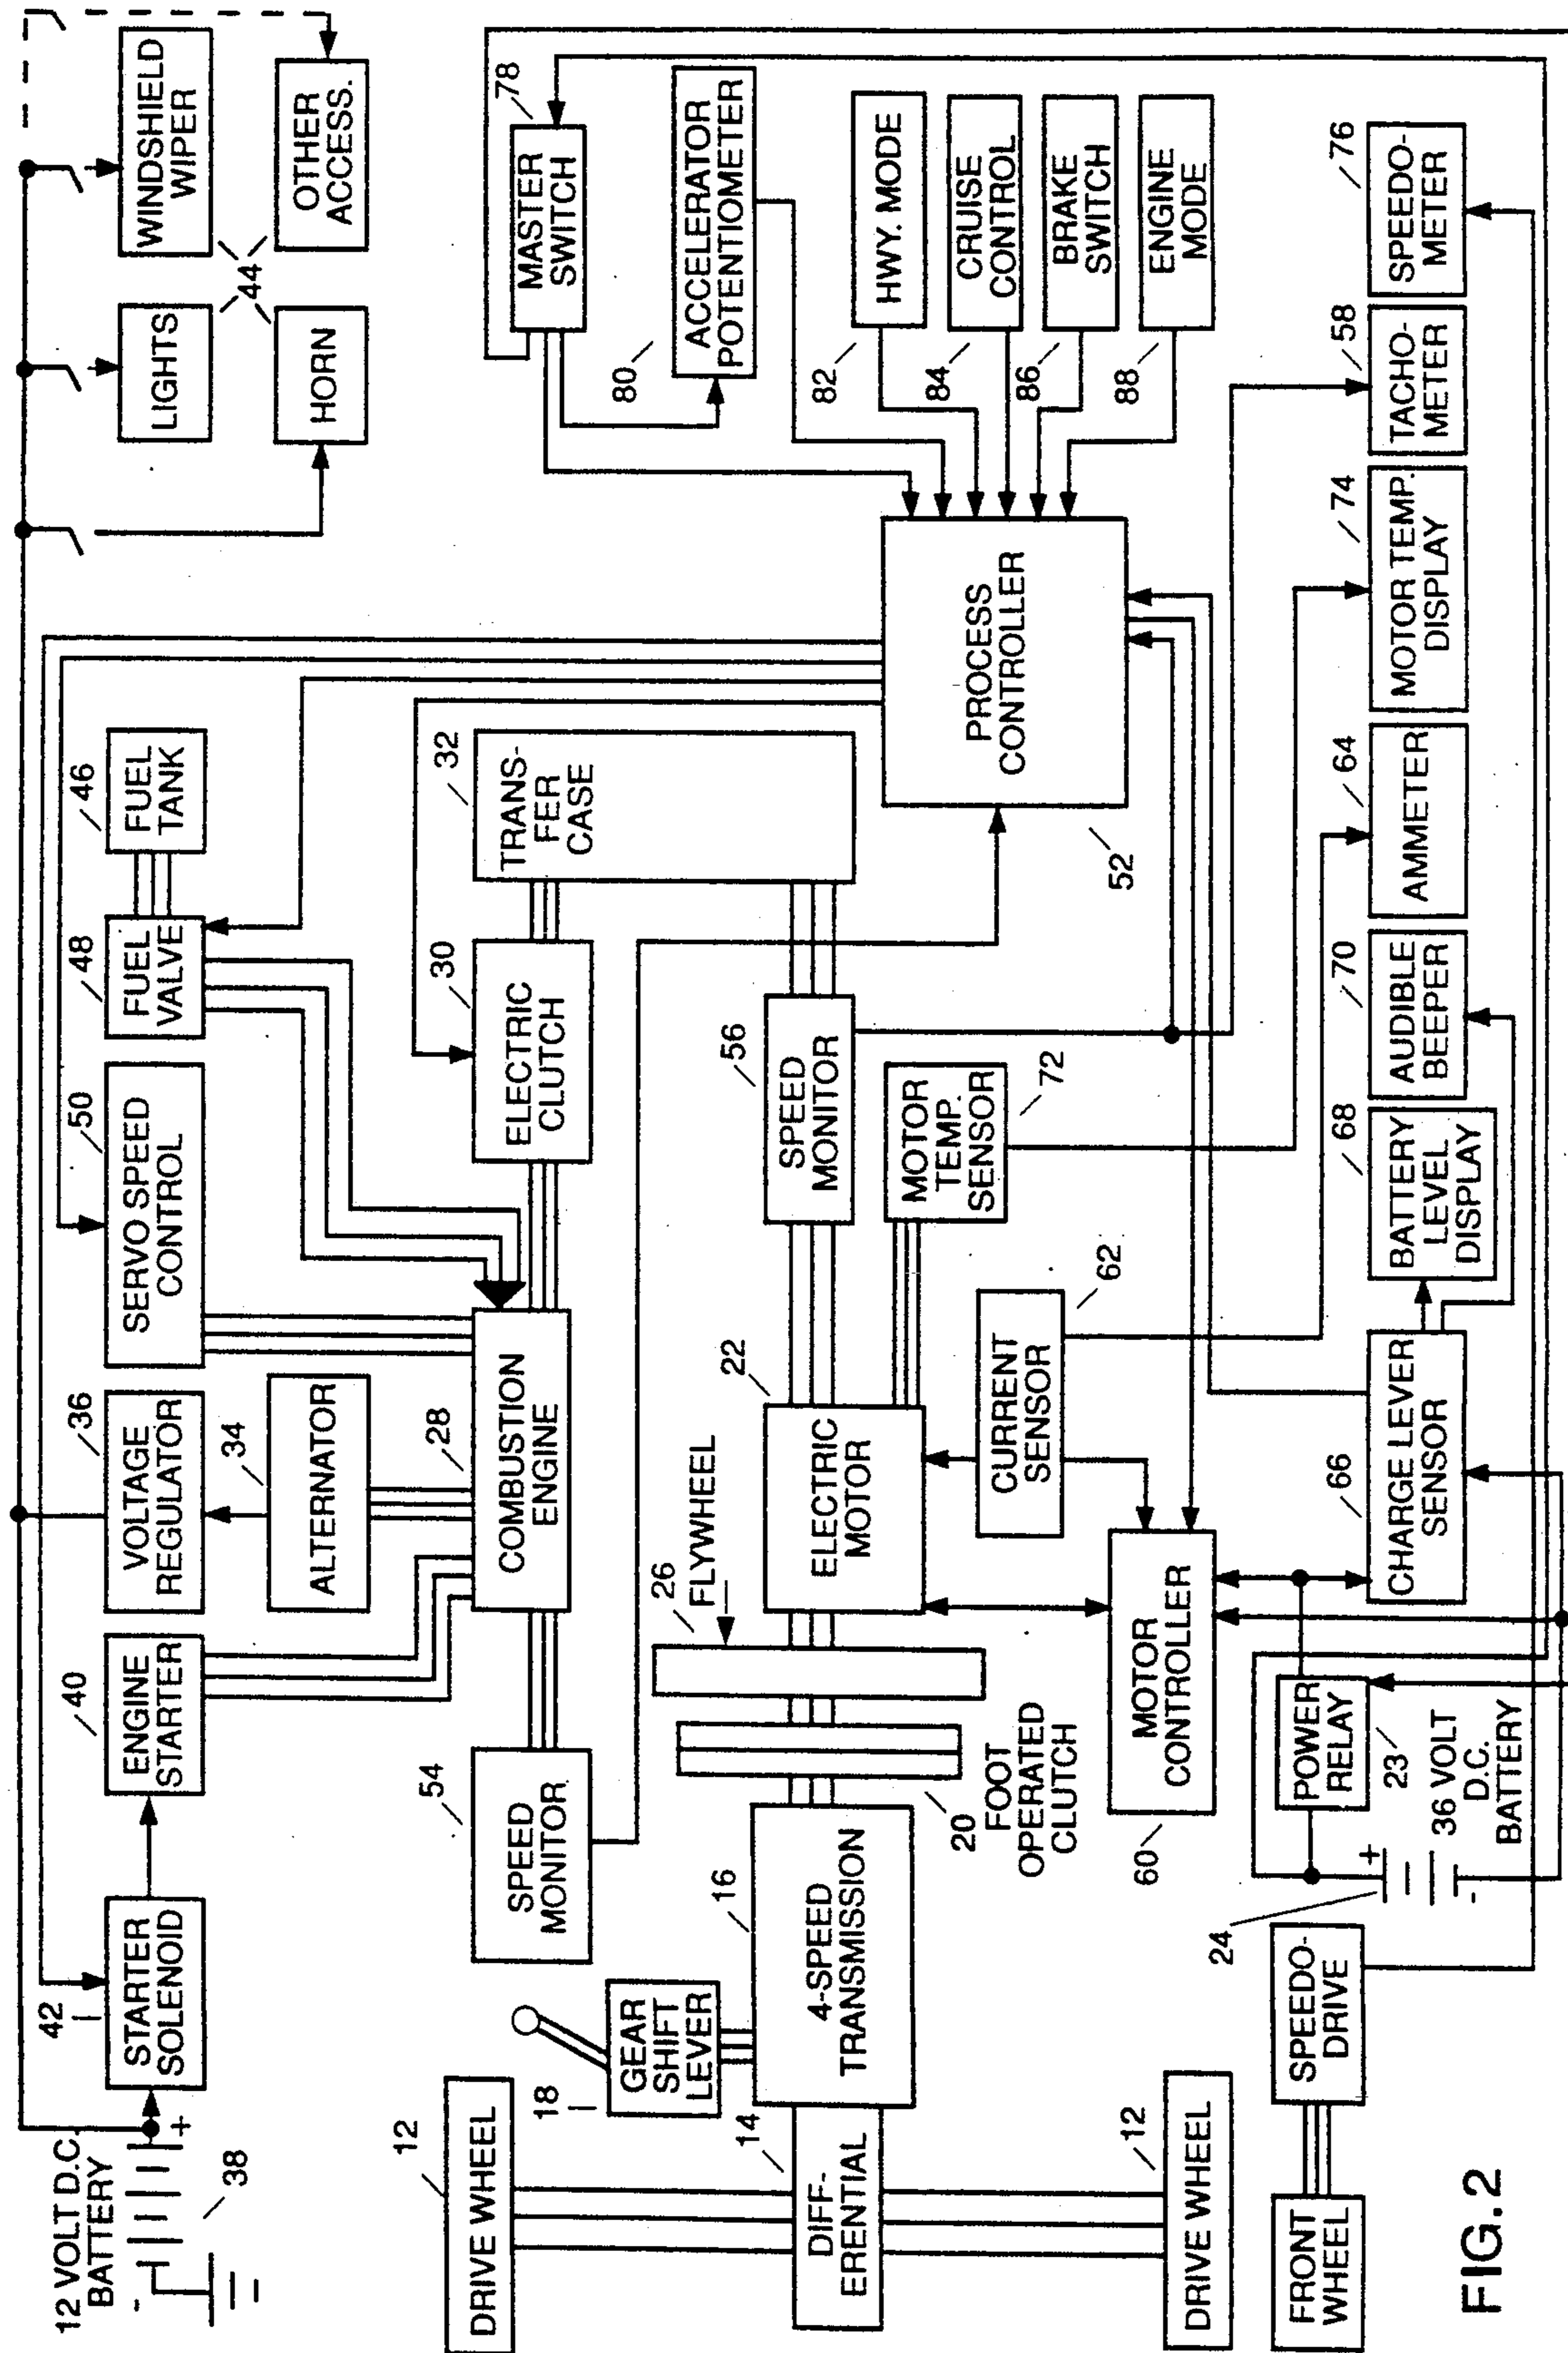 12 VOLT D.C.
BATTERY
-
+
38
42
STARTER
SOLENOID
40
ENGINE
STARTER
36
VOLTAGE
REGULATOR
34
ALTERNATOR
50
SERVO SPEED
CONTROL
48
FUEL
VALVE
46
FUEL
TANK
LIGHTS
WINDSHIELD
WIPER
44
HORN
OTHER
ACCESS.
54
SPEED
MONITOR
28
COMBUSTION
ENGINE
30
ELECTRIC
CLUTCH
32
TRANS-
FER
CASE
78
MASTER
SWITCH
80
ACCELERATOR
POTENTIOMETER
12
DRIVE WHEEL
18
GEAR
SHIFT
LEVER
14
DIFF-
ERENTIAL
16
4-SPEED
TRANSMISSION
20
FOOT
OPERATED
CLUTCH
26
FLYWHEEL
22
ELECTRIC
MOTOR
56
SPEED
MONITOR
MOTOR
TEMP.
SENSOR
72
CURRENT
SENSOR
62
PROCESS
CONTROLLER
52
82
HWY. MODE
84
CRUISE
CONTROL
86
BRAKE
SWITCH
88
ENGINE
MODE
12
DRIVE WHEEL
60
MOTOR
CONTROLLER
FRONT
WHEEL
SPEEDO-
DRIVE
24
+
-
36 VOLT
D.C.
BATTERY
POWER
RELAY
23
66
CHARGE LEVER
SENSOR
68
BATTERY
LEVEL
DISPLAY
70
AUDIBLE
BEEPER
64
AMMETER
74
MOTOR TEMP.
DISPLAY
58
TACHO-
METER
76
SPEEDO-
METER
FIG.2